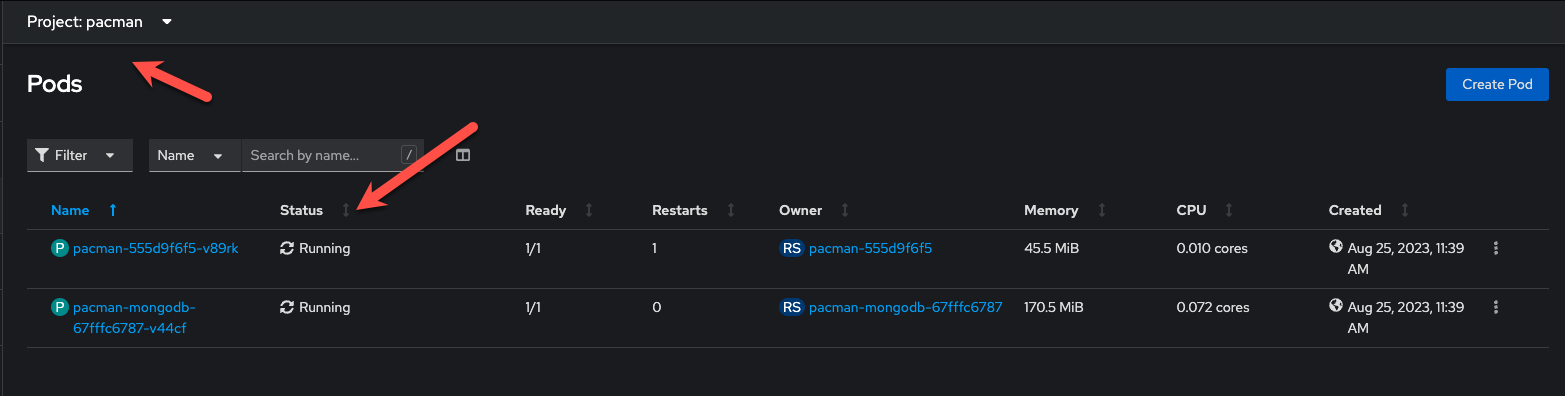 Project: pacman
Pods
Create Pod
Filter Name Search by name... /
Name Status Ready Restarts Owner Memory CPU Created
P pacman-555d9f6f5-v89rk Running 1/1 1 RS pacman-555d9f6f5 45.5 MiB 0.010 cores Aug 25, 2023, 11:39
AM
P pacman-mongodb- Running 1/1 0 RS pacman-mongodb-67fffc6787 170.5 MiB 0.072 cores Aug 25, 2023, 11:39
67fffc6787-v44cf AM